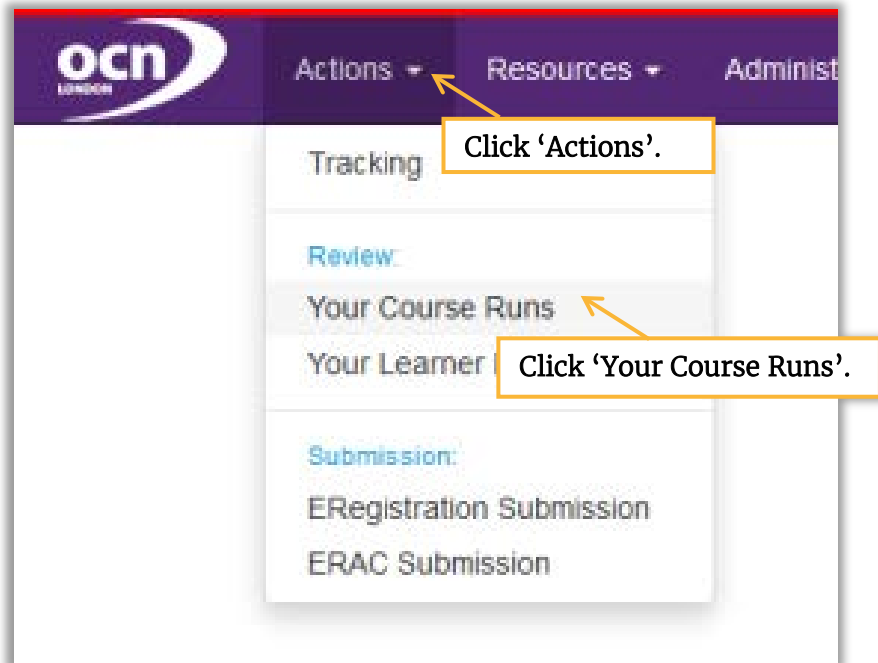 ocn
LONDON
Actions Resources Administ
Click ‘Actions’.
Tracking
Review:
Your Course Runs
Your Learner
Click ‘Your Course Runs’.
Submission:
ERegistration Submission
ERAC Submission